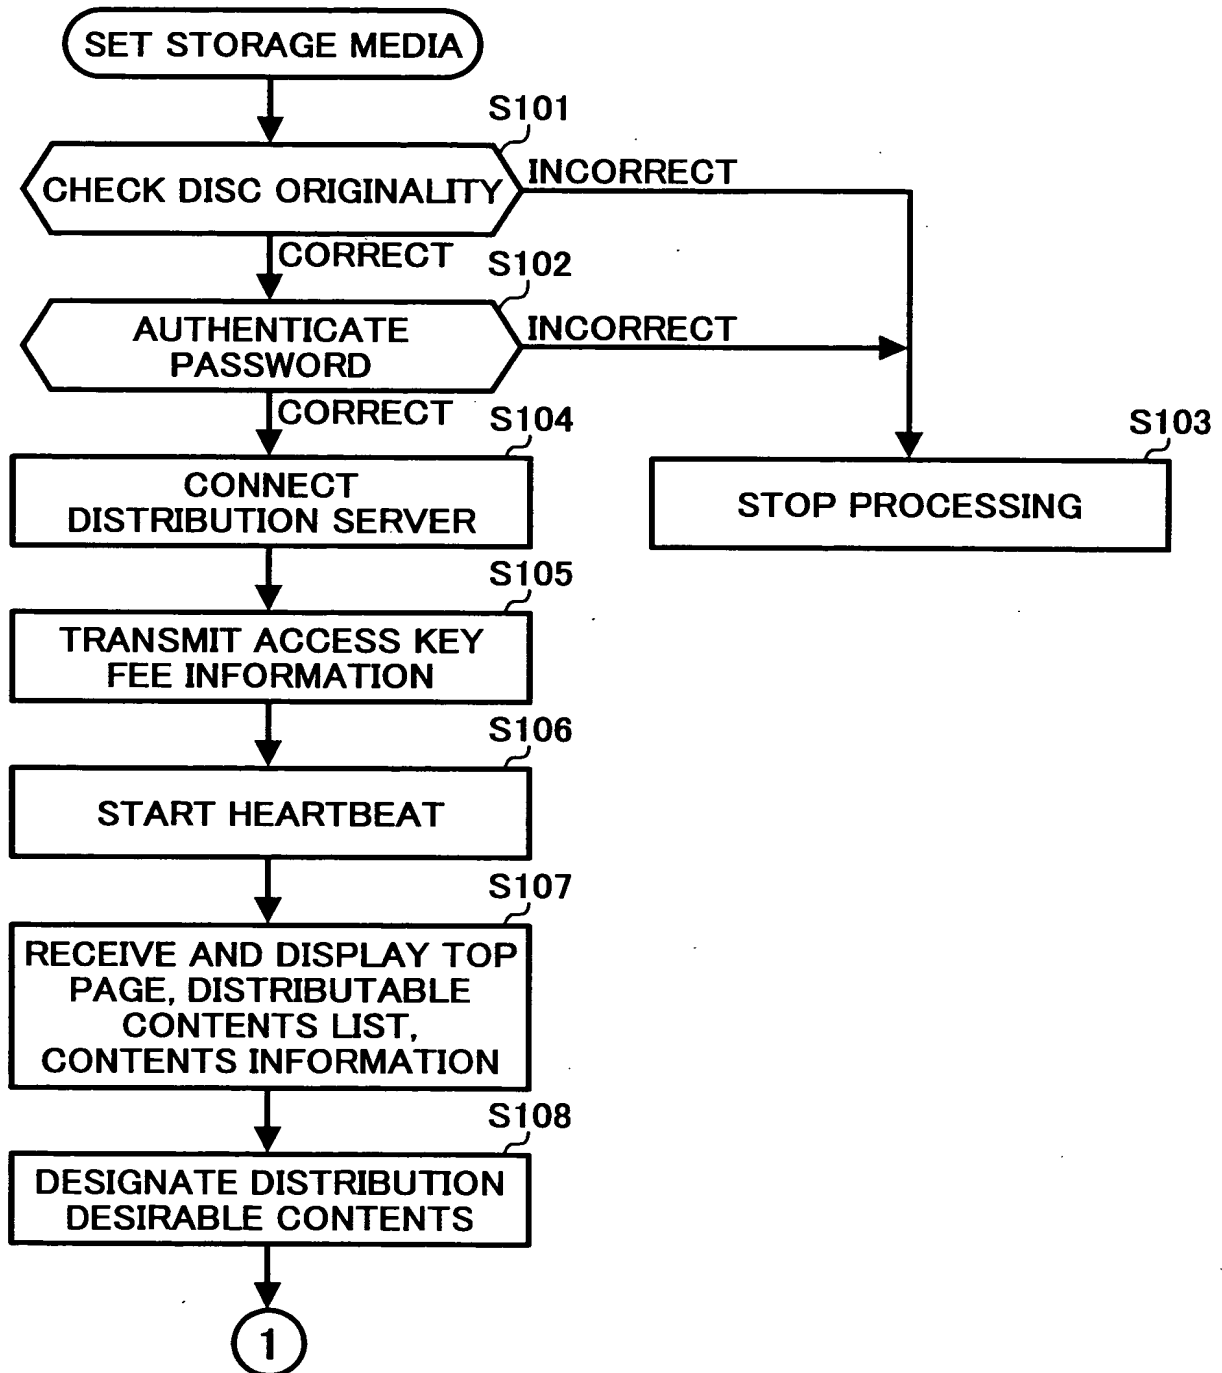 SET STORAGE MEDIA
S101
CHECK DISC ORIGINALITY
INCORRECT
CORRECT
S102
AUTHENTICATE
PASSWORD
INCORRECT
CORRECT
S104
CONNECT
DISTRIBUTION SERVER
S103
STOP PROCESSING
S105
TRANSMIT ACCESS KEY
FEE INFORMATION
S106
START HEARTBEAT
S107
RECEIVE AND DISPLAY TOP
PAGE, DISTRIBUTABLE
CONTENTS LIST,
CONTENTS INFORMATION
S108
DESIGNATE DISTRIBUTION
DESIRABLE CONTENTS
1